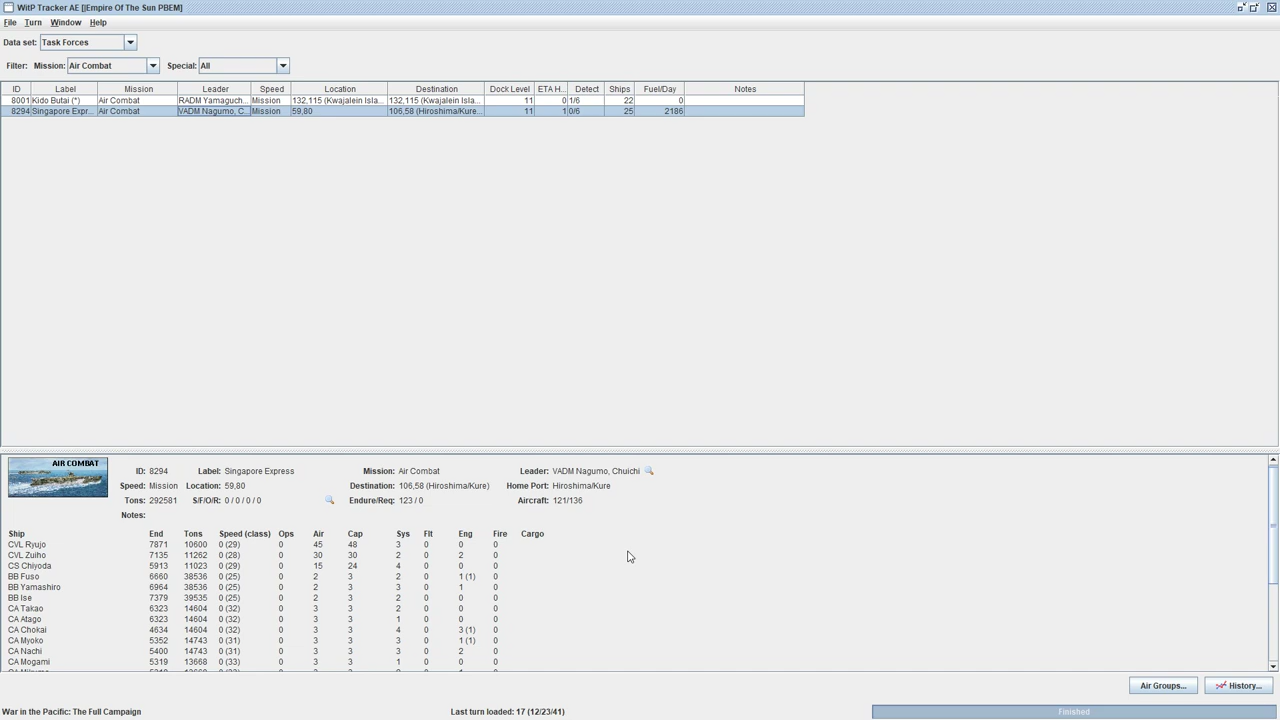 WitP Tracker AE [|Empire Of The Sun PBEM]
File Turn Window Help
Data set: Task Forces
Filter: Mission: Air Combat Special: All
ID Label Mission Leader Speed Location Destination Dock Level ETA H... Detect Ships Fuel/Day Notes
8001 Kido Butai (*) Air Combat RADM Yamaguch... Mission 132,115 (Kwajalein Isla... 132,115 (Kwajalein Isla... 11 0 1/6 22 0
8294 Singapore Expr... Air Combat VADM Nagumo, C... Mission 59,80 106,58 (Hiroshima/Kure... 11 1 0/6 25 2186
AIR COMBAT
ID: 8294 Label: Singapore Express Mission: Air Combat Leader: VADM Nagumo, Chuichi
Speed: Mission Location: 59,80 Destination: 106,58 (Hiroshima/Kure) Home Port: Hiroshima/Kure
Tons: 292581 S/F/O/R: 0 / 0 / 0 / 0 Endure/Req: 123 / 0 Aircraft: 121/136
Notes:
Ship End Tons Speed (class) Ops Air Cap Sys Flt Eng Fire Cargo
CVL Ryujo 7871 10600 0 (29) 0 45 48 3 0 0 0
CVL Zuiho 7135 11262 0 (28) 0 30 30 2 0 2 0
CS Chiyoda 5913 11023 0 (29) 0 15 24 4 0 0 0
BB Fuso 6660 38536 0 (25) 0 2 3 2 0 1 (1) 0
BB Yamashiro 6964 38536 0 (25) 0 2 3 3 0 1 0
BB Ise 7379 39535 0 (25) 0 2 3 2 0 0 0
CA Takao 6323 14604 0 (32) 0 3 3 2 0 0 0
CA Atago 6323 14604 0 (32) 0 3 3 1 0 0 0
CA Chokai 4634 14604 0 (32) 0 3 3 4 0 3 (1) 0
CA Myoko 5352 14743 0 (31) 0 3 3 3 0 1 (1) 0
CA Nachi 5400 14743 0 (31) 0 3 3 3 0 2 0
CA Mogami 5319 13668 0 (33) 0 3 3 1 0 0 0
Air Groups... History...
War in the Pacific: The Full Campaign Last turn loaded: 17 (12/23/41) Finished